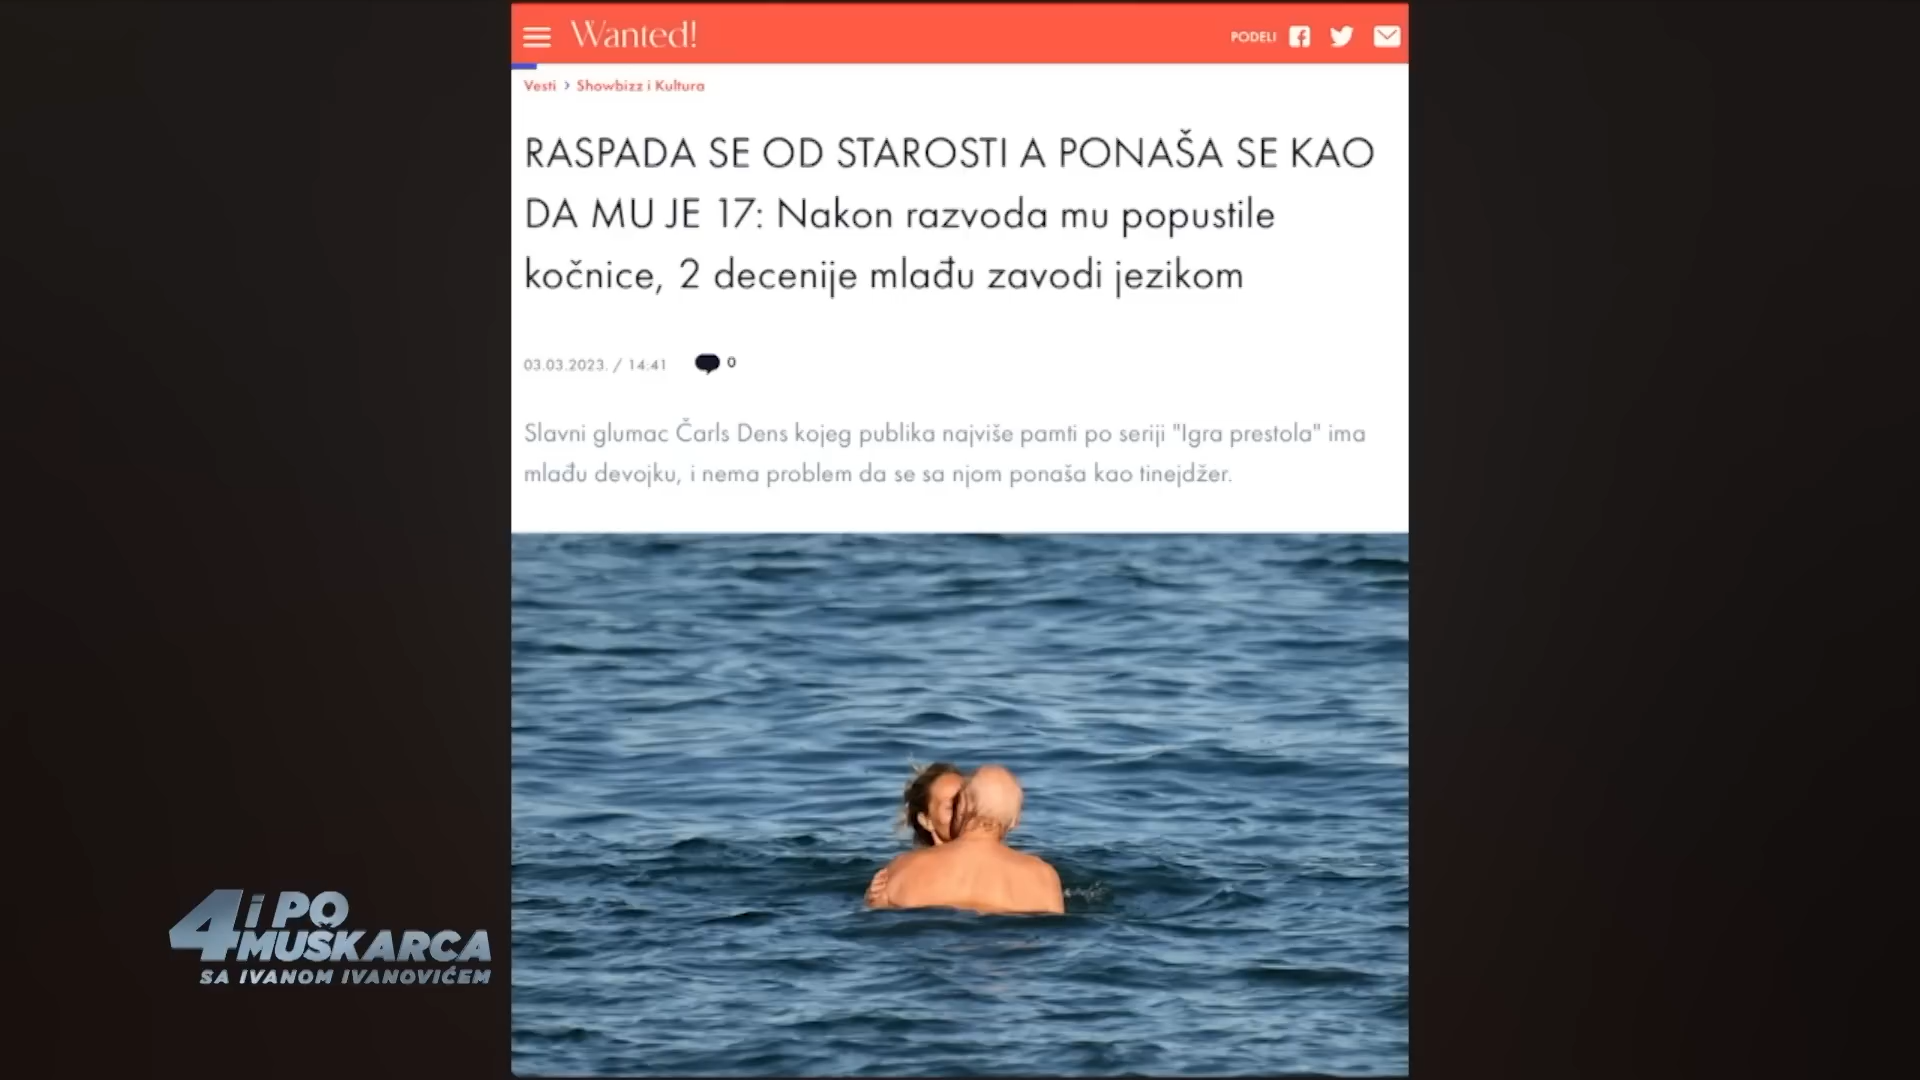 Wanted!
PODELI
Vesti > Showbizz i Kultura
RASPADA SE OD STAROSTI A PONAŠA SE KAO
DA MU JE 17: Nakon razvoda mu popustile
kočnice, 2 decenije mlađu zavodi jezikom
03.03.2023. / 14:41
0
Slavni glumac Čarls Dens kojeg publika najviše pamti po seriji "Igra prestola" ima
mlađu devojku, i nema problem da se sa njom ponaša kao tinejdžer.
4 i PO
MUŠKARCA
SA IVANOM IVANOVIĆEM